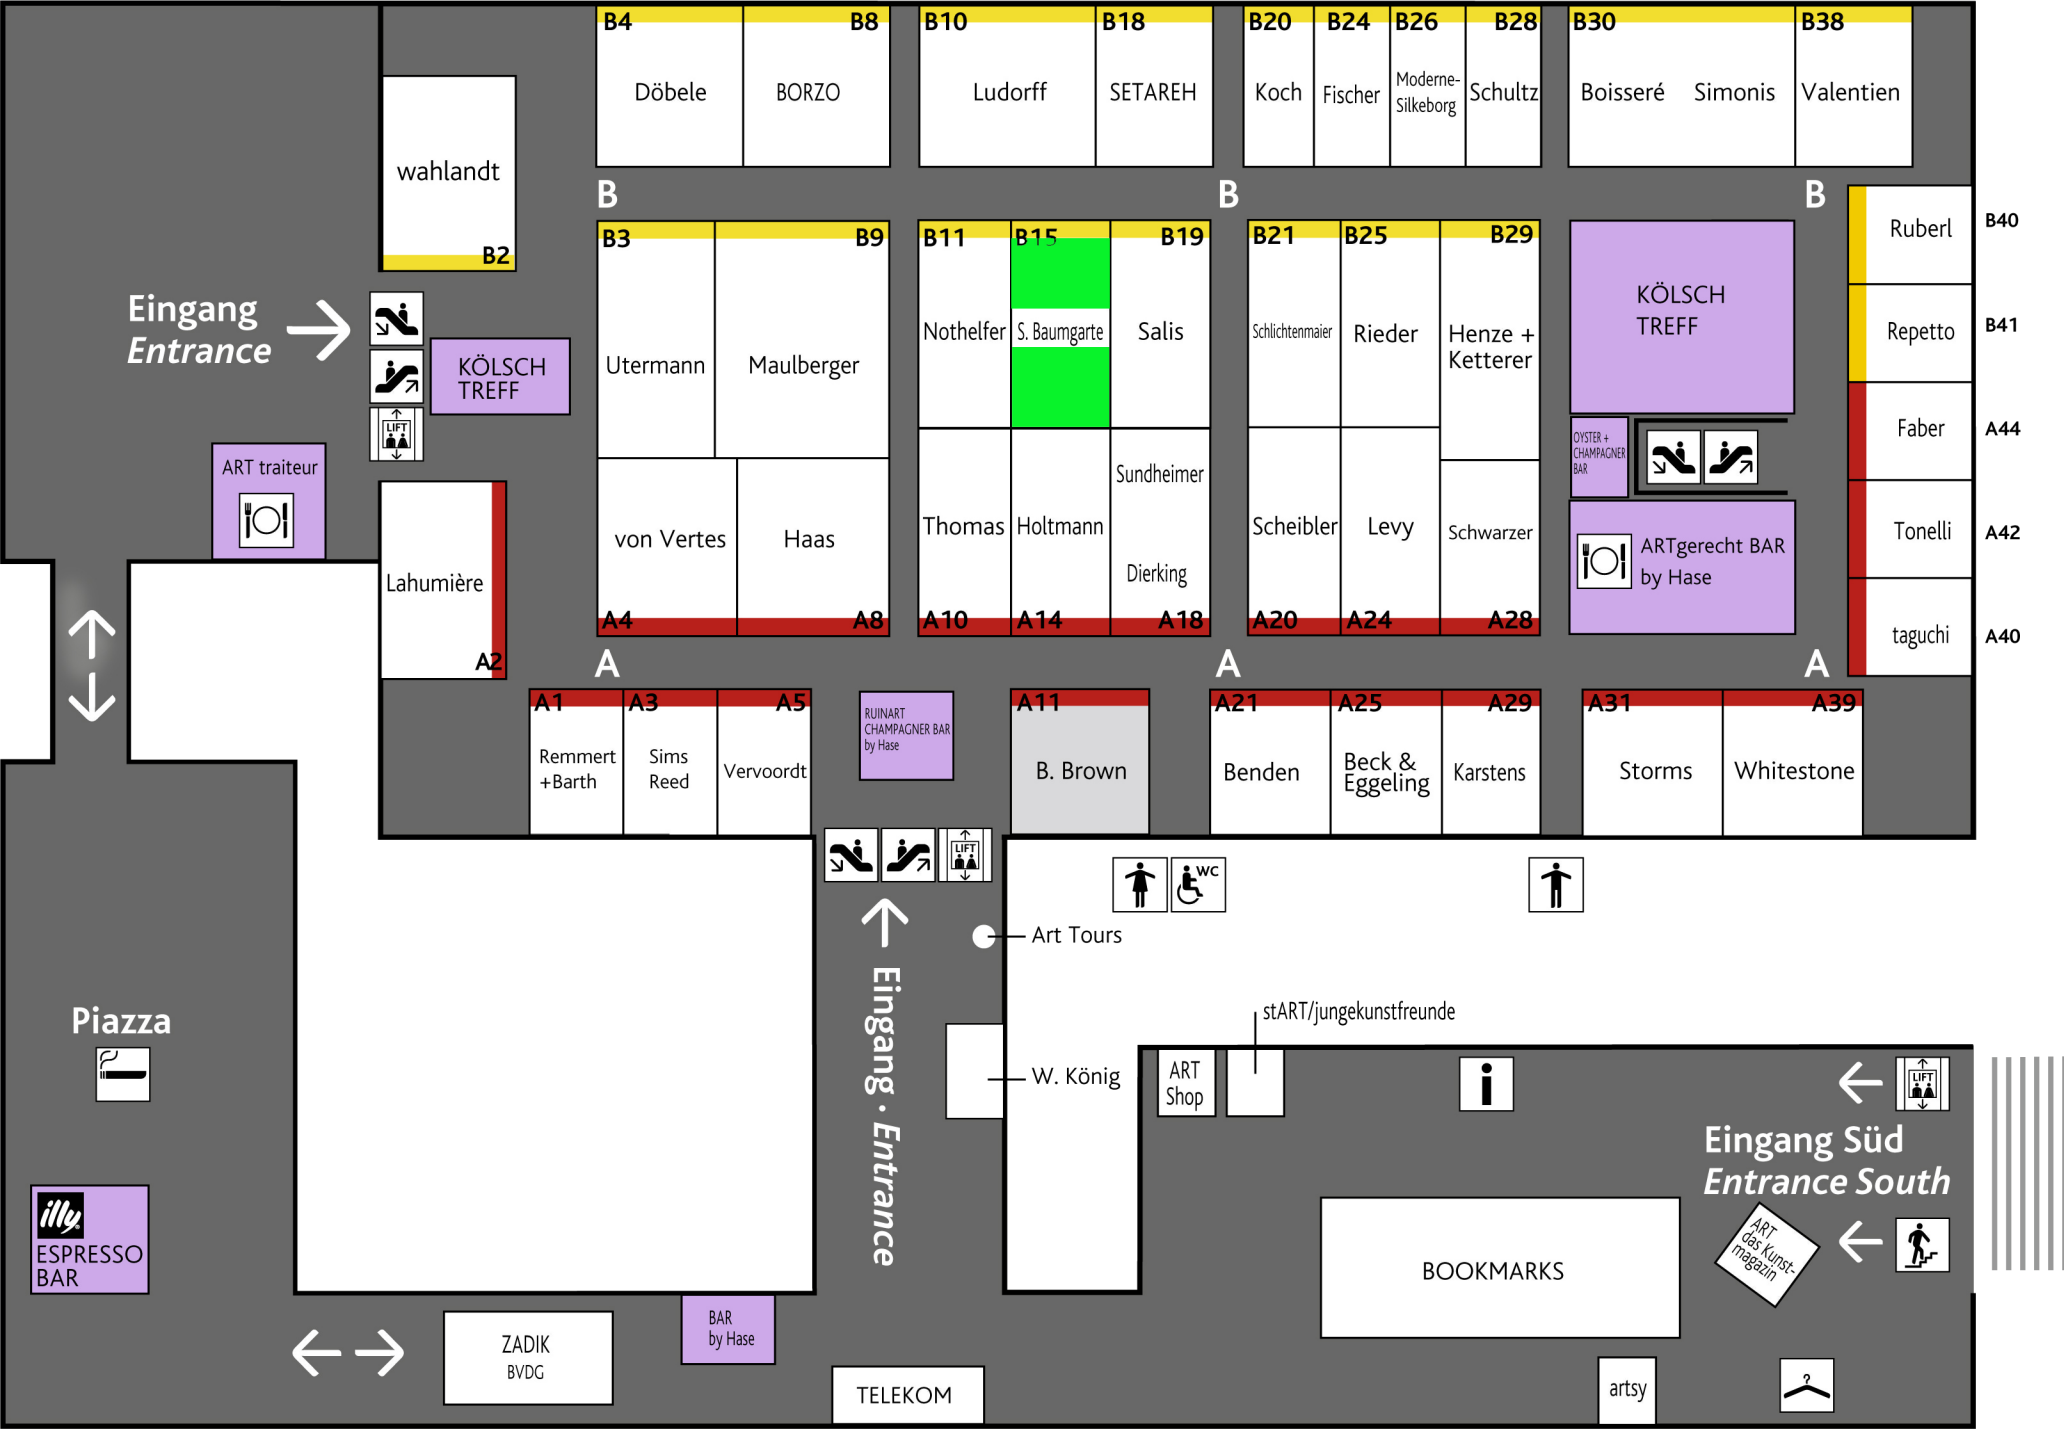 B4
B8
B10
B18
B20
B24
B26
B28
B30
B38
Döbele
BORZO
Ludorff
SETAREH
Koch
Fischer
Moderne-
Silkeborg
Schultz
Boisseré
Simonis
Valentien
wahlandt
B2
B
B
B
B3
B9
B11
B15
B19
B21
B25
B29
Ruberl
B40
Eingang
Entrance
KÖLSCH
TREFF
Utermann
Maulberger
Nothelfer
S. Baumgarte
Salis
Schlichtenmaier
Rieder
Henze +
Ketterer
KÖLSCH
TREFF
Repetto
B41
LIFT
ART traiteur
Faber
A44
OYSTER +
CHAMPAGNER
BAR
Lahumière
A2
von Vertes
Haas
Thomas
Holtmann
Sundheimer
Dierking
Scheibler
Levy
Schwarzer
ARTgerecht BAR
by Hase
Tonelli
A42
A4
A8
A10
A14
A18
A20
A24
A28
taguchi
A40
A
A
A
A1
A3
A5
A11
A21
A25
A29
A31
A39
Remmert
+Barth
Sims
Reed
Vervoordt
RUINART
CHAMPAGNER BAR
by Hase
B. Brown
Benden
Beck &
Eggeling
Karstens
Storms
Whitestone
LIFT
WC
Art Tours
Eingang · Entrance
W. König
stART/jungekunstfreunde
ART
Shop
i
LIFT
Eingang Süd
Entrance South
Piazza
illy
ESPRESSO
BAR
BOOKMARKS
ART
das Kunst-
magazin
ZADIK
BVDG
BAR
by Hase
TELEKOM
artsy